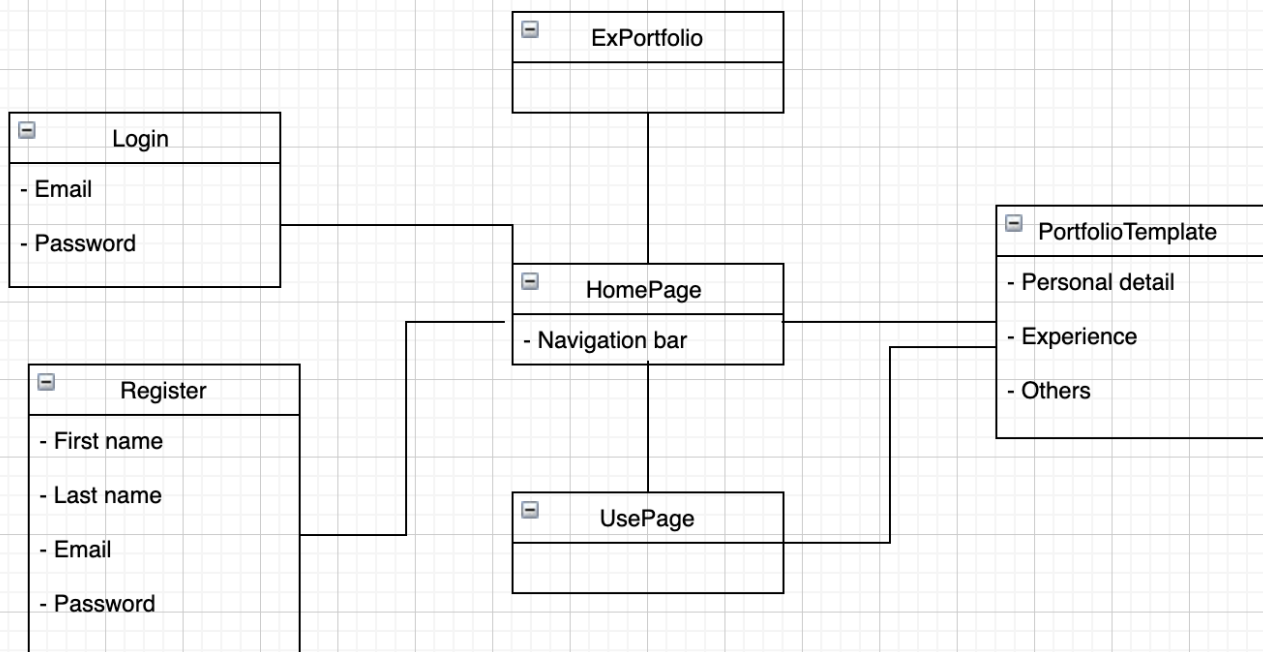 ExPortfolio
Login
- Email
- Password
PortfolioTemplate
- Personal detail
- Experience
- Others
HomePage
- Navigation bar
Register
- First name
- Last name
- Email
- Password
UsePage